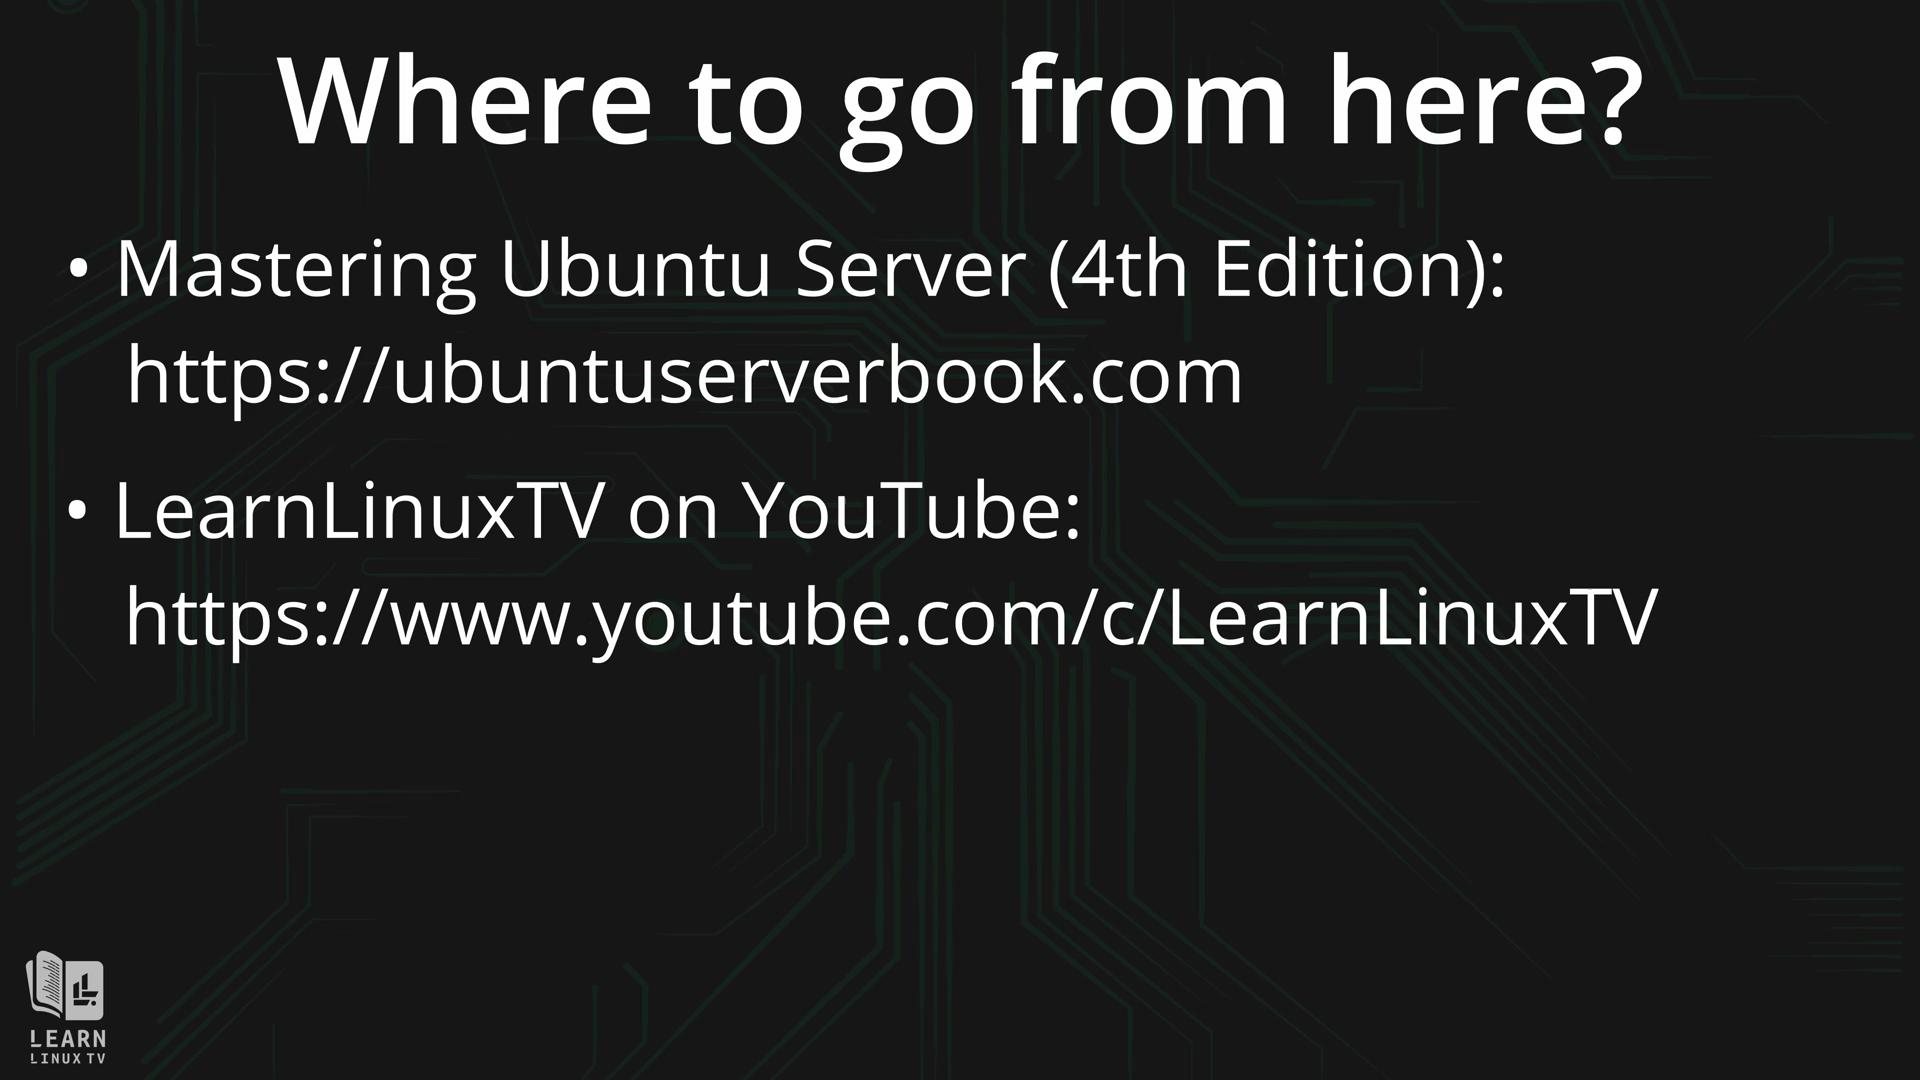 Where to go from here?
• Mastering Ubuntu Server (4th Edition):
https://ubuntuserverbook.com
• LearnLinuxTV on YouTube:
https://www.youtube.com/c/LearnLinuxTV
LEARN
LINUX TV